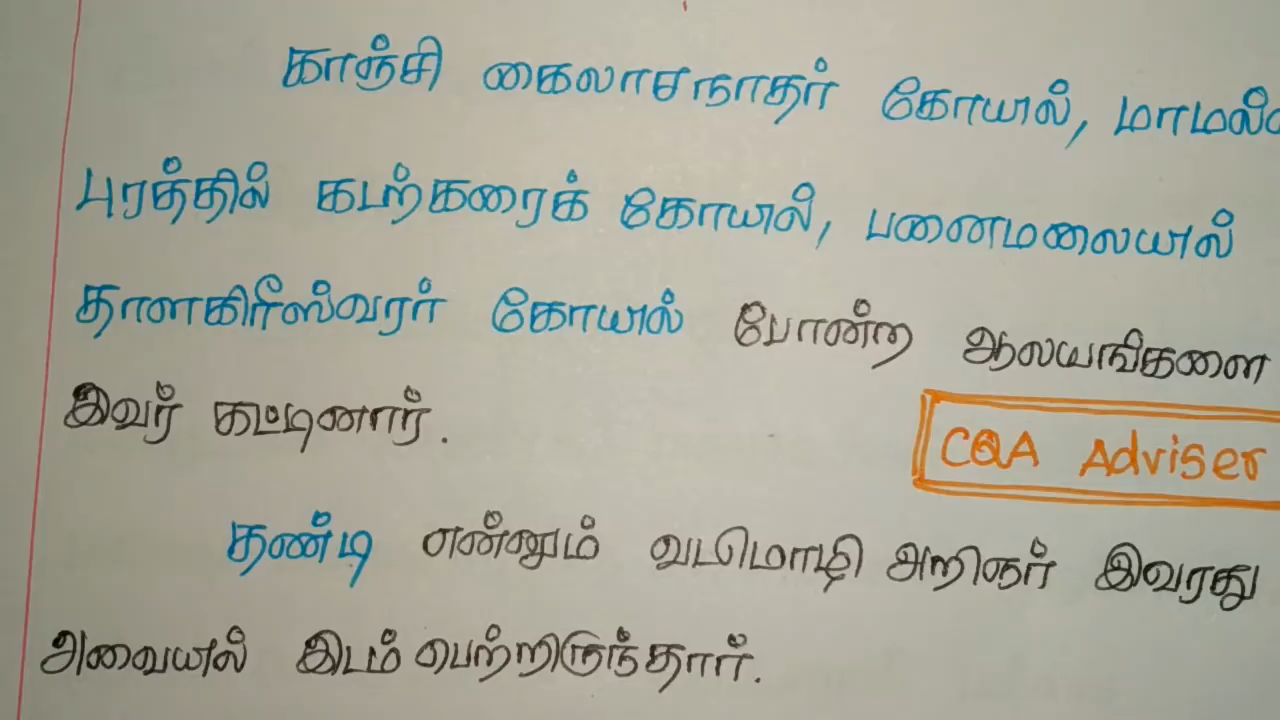 காஞ்சி கைலாசநாதர் கோயில், மாமல்ல
புரத்தில் கடற்கரைக் கோயில், பனைமலையில்
தாளகிரீஸ்வரர் கோயில் போன்ற ஆலயங்களை
இவர் கட்டினார்.
CQA Adviser
தண்டி என்னும் வடமொழி அறிஞர் இவரது
அவையில் இடம் பெற்றிருந்தார்.